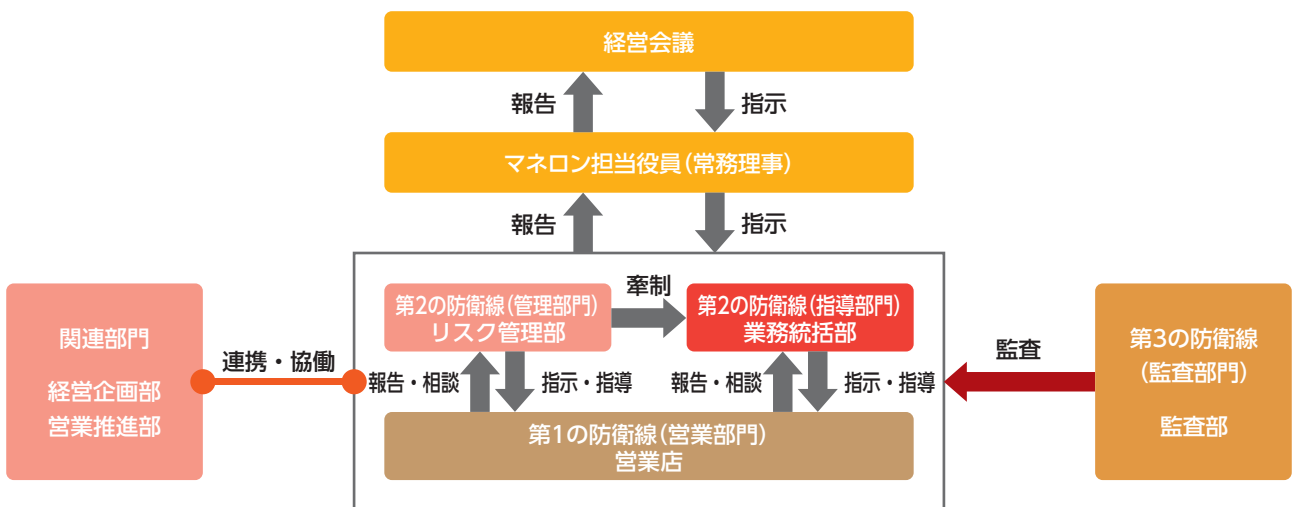 経営会議
報告
指示
マネロン担当役員(常務理事)
報告
指示
関連部門
経営企画部
営業推進部
連携・協働
第2の防衛線(管理部門)
リスク管理部
牽制
第2の防衛線(指導部門)
業務統括部
報告・相談
指示・指導
報告・相談
指示・指導
第1の防衛線(営業部門)
営業店
監査
第3の防衛線
(監査部門)
監査部